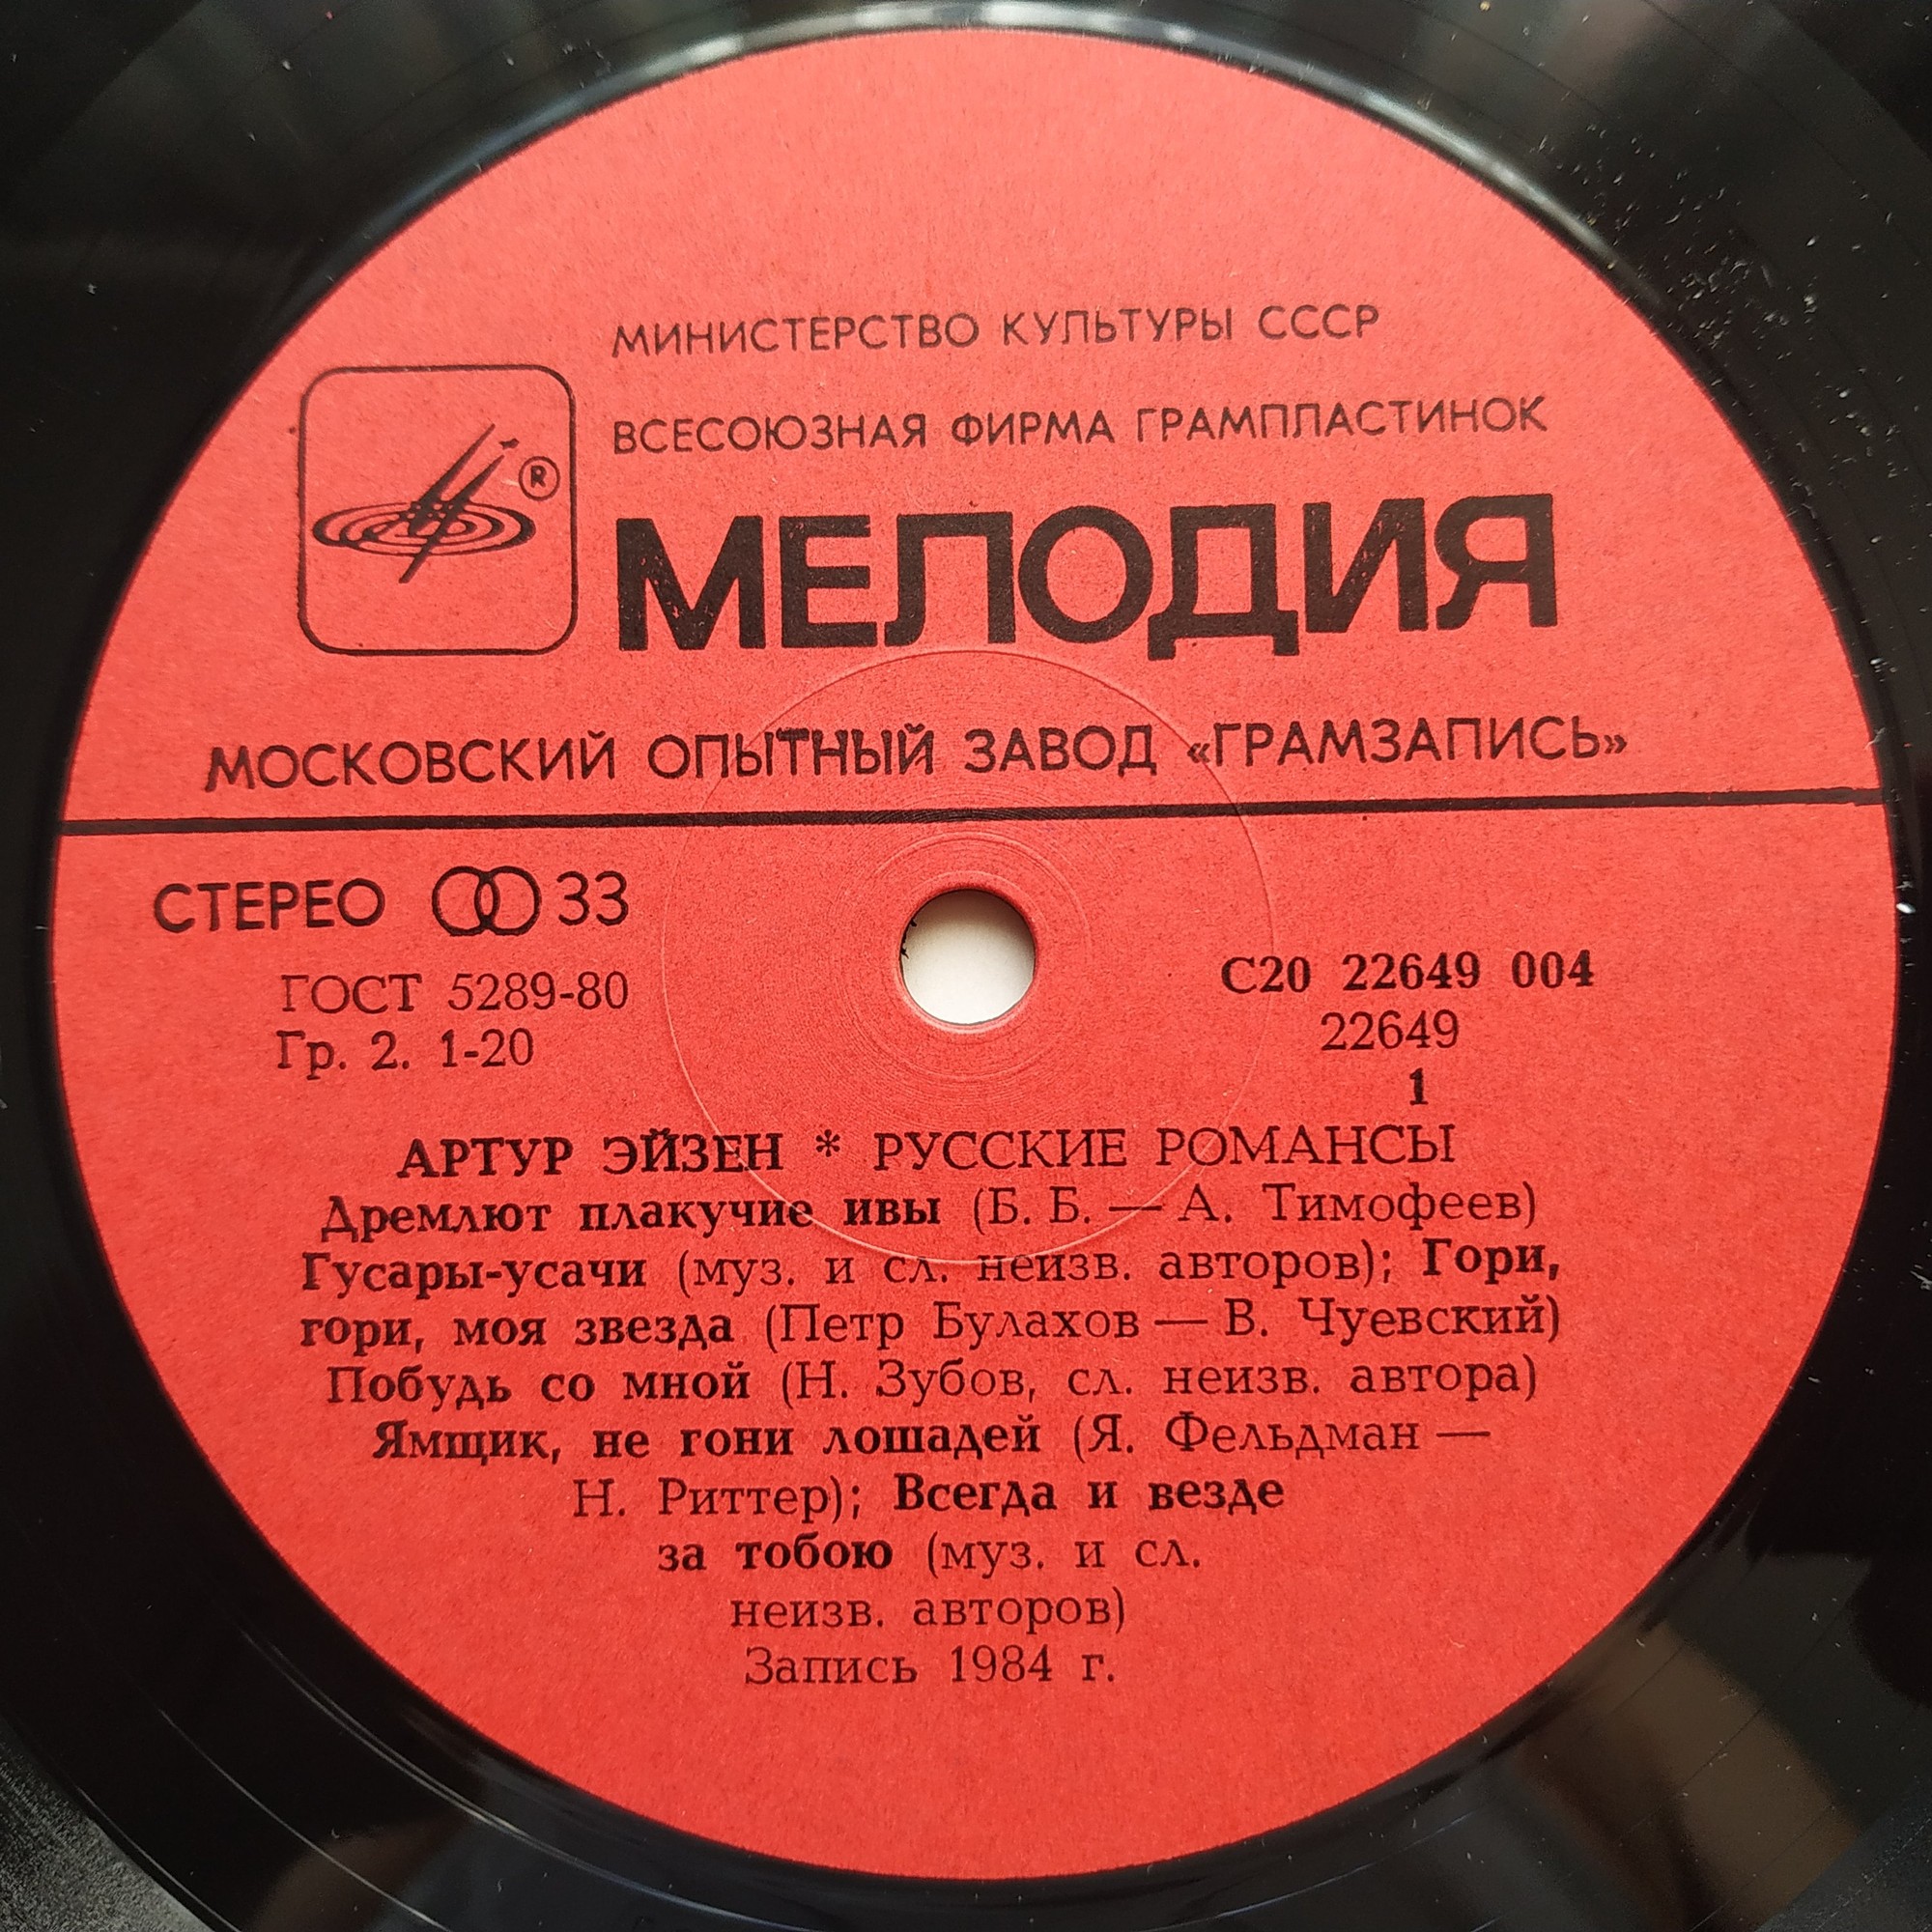 МИНИСТЕРСТВО КУЛЬТУРЫ СССР
ВСЕСОЮЗНАЯ ФИРМА ГРАМПЛАСТИНОК
®
МЕЛОДИЯ
МОСКОВСКИЙ ОПЫТНЫЙ ЗАВОД «ГРАМЗАПИСЬ»
СТЕРЕО 33
ГОСТ 5289-80
Гр. 2. 1-20
С20 22649 004
22649
1
АРТУР ЭЙЗЕН * РУССКИЕ РОМАНСЫ
Дремлют плакучие ивы (Б. Б. — А. Тимофеев)
Гусары-усачи (муз. и сл. неизв. авторов); Гори,
гори, моя звезда (Петр Булахов — В. Чуевский)
Побудь со мной (Н. Зубов, сл. неизв. автора)
Ямщик, не гони лошадей (Я. Фельдман —
Н. Риттер); Всегда и везде
за тобою (муз. и сл.
неизв. авторов)
Запись 1984 г.